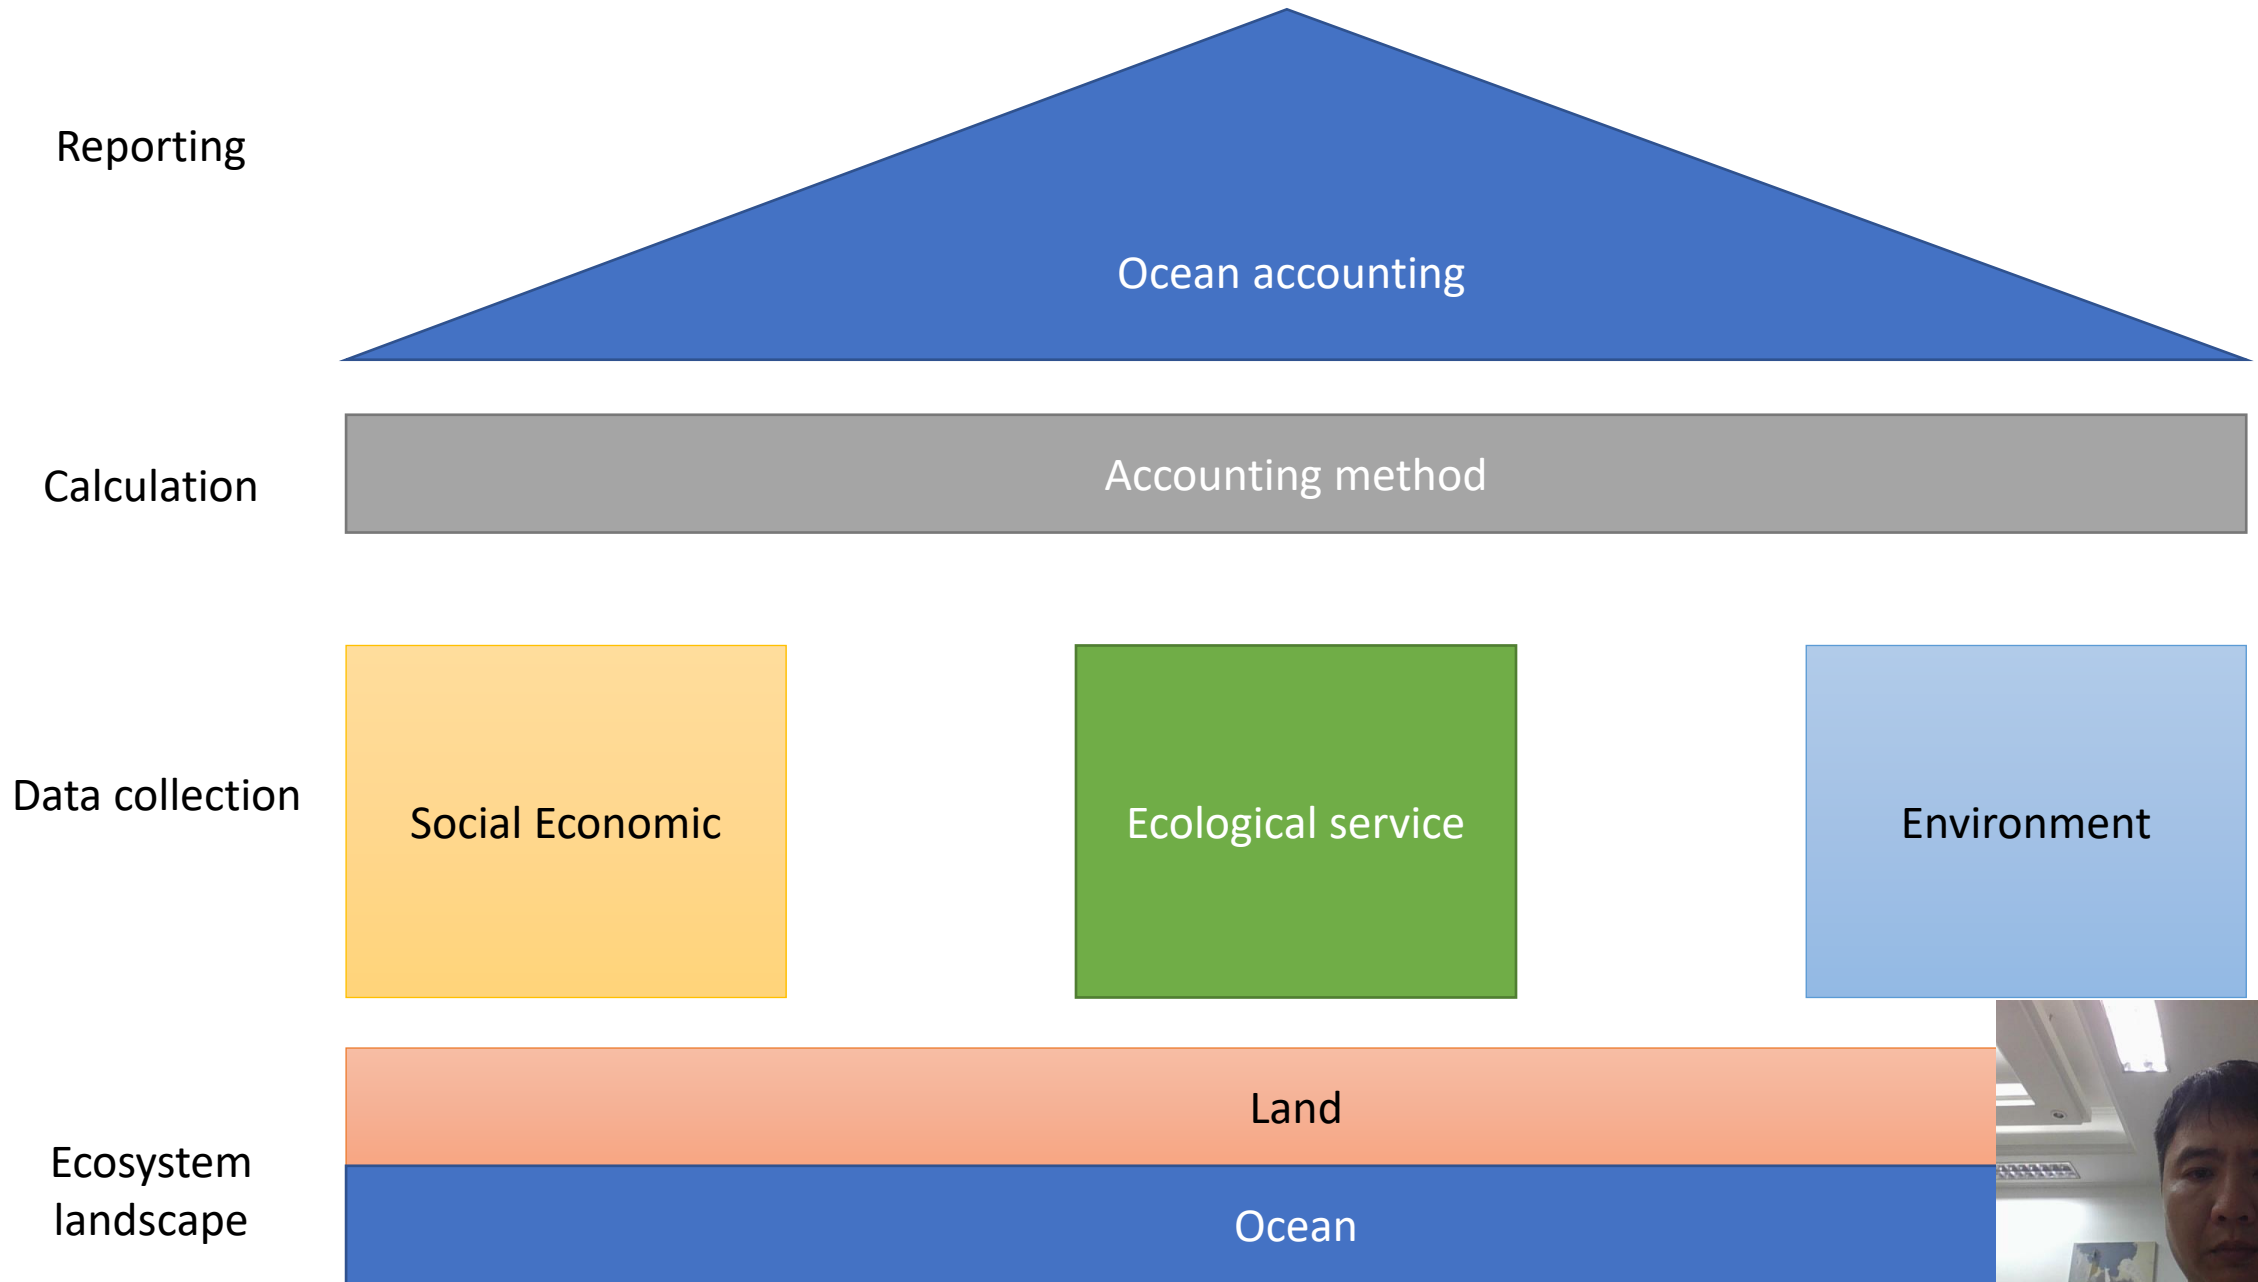 Reporting
Ocean accounting
Calculation
Accounting method
Data collection
Social Economic
Ecological service
Environment
Land
Ecosystem
landscape
Ocean